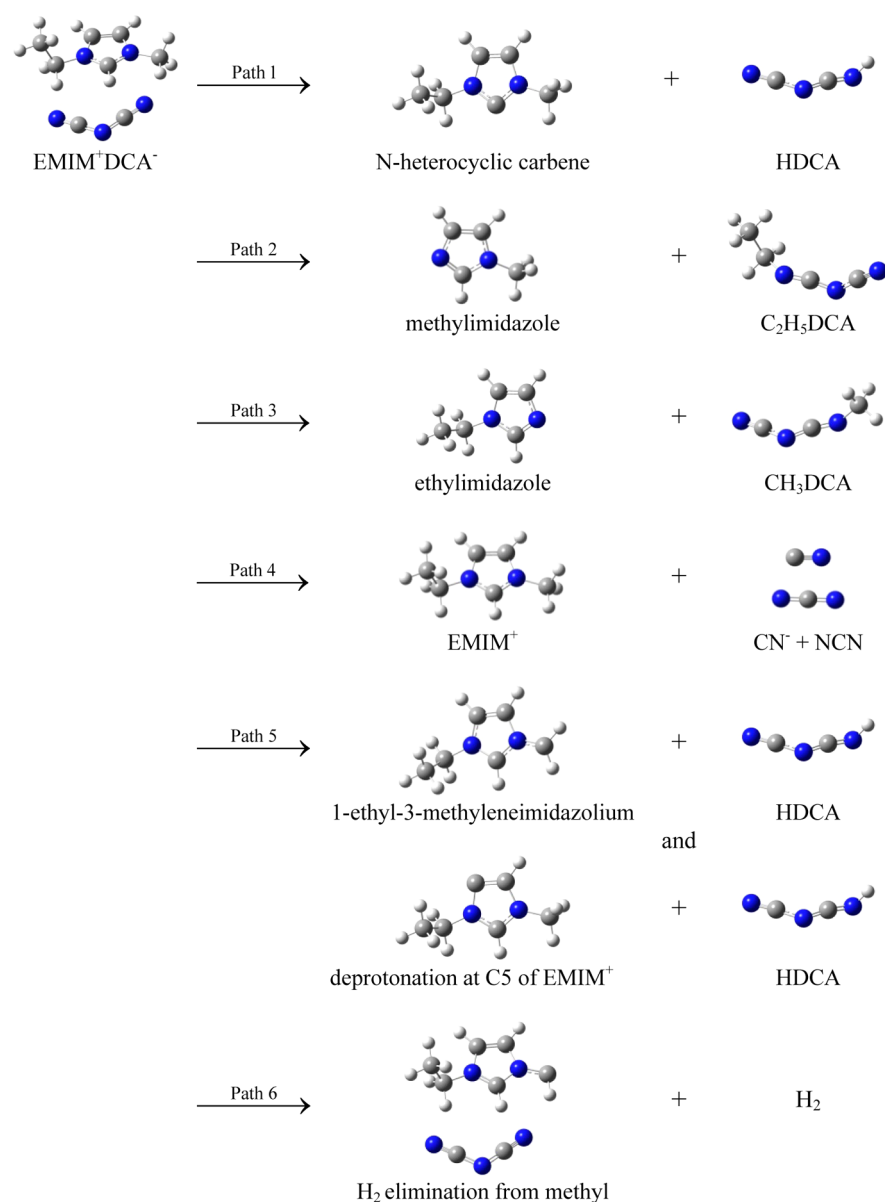 Path 1
+
EMIM⁺DCA⁻
N-heterocyclic carbene
HDCA
Path 2
+
methylimidazole
C₂H₅DCA
Path 3
+
ethylimidazole
CH₃DCA
Path 4
+
EMIM⁺
CN⁻ + NCN
Path 5
+
1-ethyl-3-methyleneimidazolium
HDCA
and
+
deprotonation at C5 of EMIM⁺
HDCA
Path 6
+
H₂
H₂ elimination from methyl